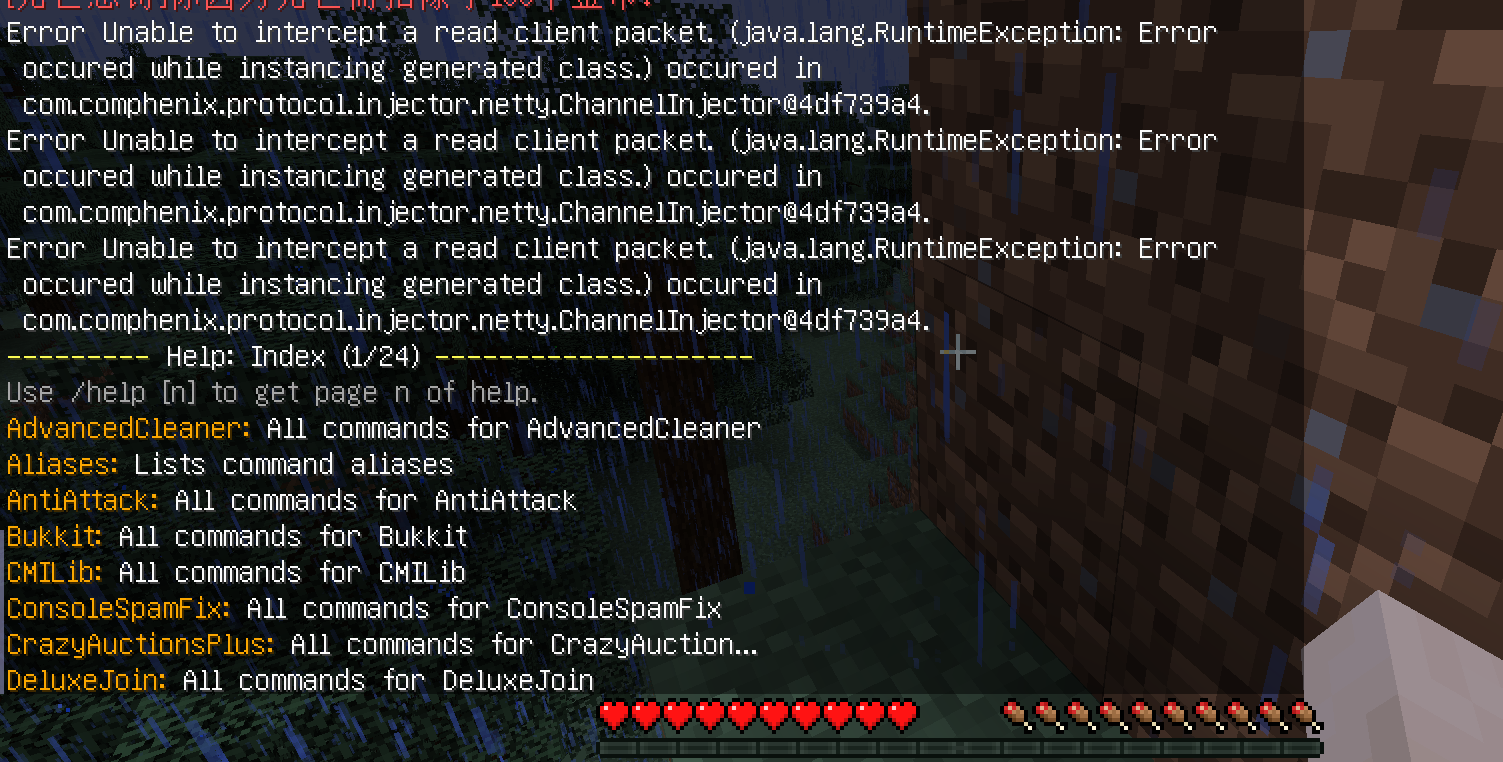 Error Unable to intercept a read client packet. (java.lang.RuntimeException: Error
occured while instancing generated class.) occured in
com.comphenix.protocol.injector.netty.ChannelInjector@4df739a4.
Error Unable to intercept a read client packet. (java.lang.RuntimeException: Error
occured while instancing generated class.) occured in
com.comphenix.protocol.injector.netty.ChannelInjector@4df739a4.
Error Unable to intercept a read client packet. (java.lang.RuntimeException: Error
occured while instancing generated class.) occured in
com.comphenix.protocol.injector.netty.ChannelInjector@4df739a4.
--------- Help: Index (1/24) --------------------
Use /help [n] to get page n of help.
AdvancedCleaner: All commands for AdvancedCleaner
Aliases: Lists command aliases
AntiAttack: All commands for AntiAttack
Bukkit: All commands for Bukkit
CMILib: All commands for CMILib
ConsoleSpamFix: All commands for ConsoleSpamFix
CrazyAuctionsPlus: All commands for CrazyAuction...
DeluxeJoin: All commands for DeluxeJoin